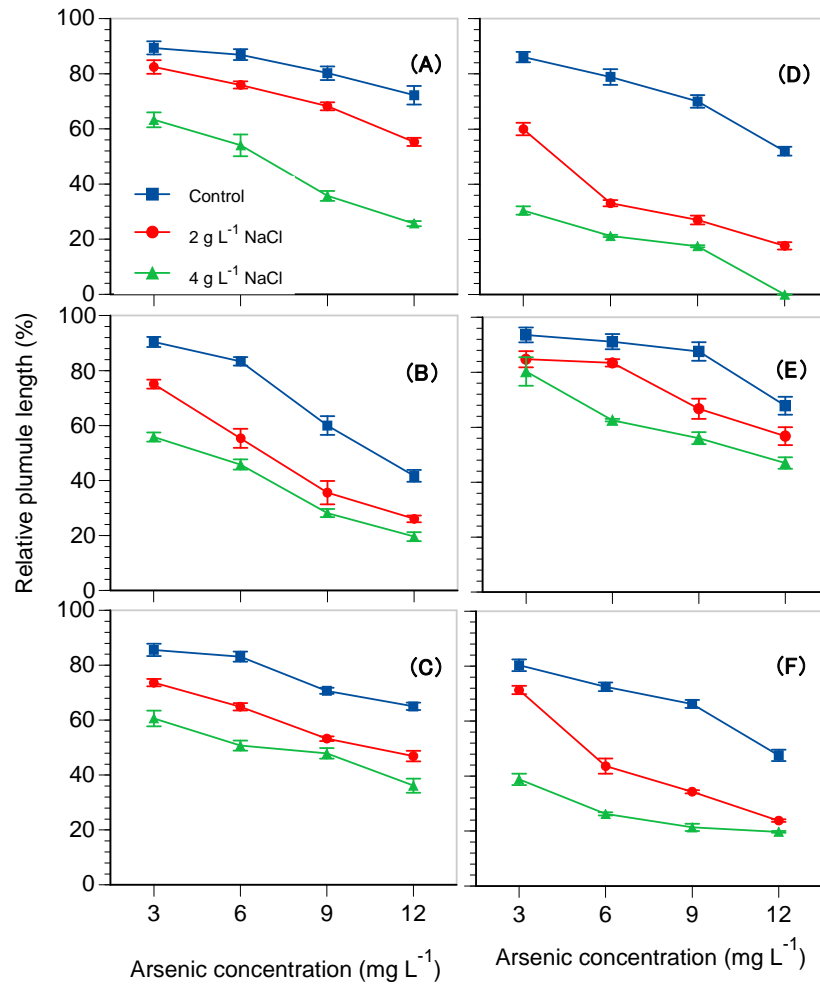 100
80
60
40
20
0
(A)
Control
2 g L-1 NaCl
4 g L-1 NaCl
(D)
100
80
60
40
20
0
(B)
(E)
100
80
60
40
20
0
(C)
(F)
Relative plumule length (%)
3 6 9 12
3 6 9 12
Arsenic concentration (mg L-1)
Arsenic concentration (mg L-1)